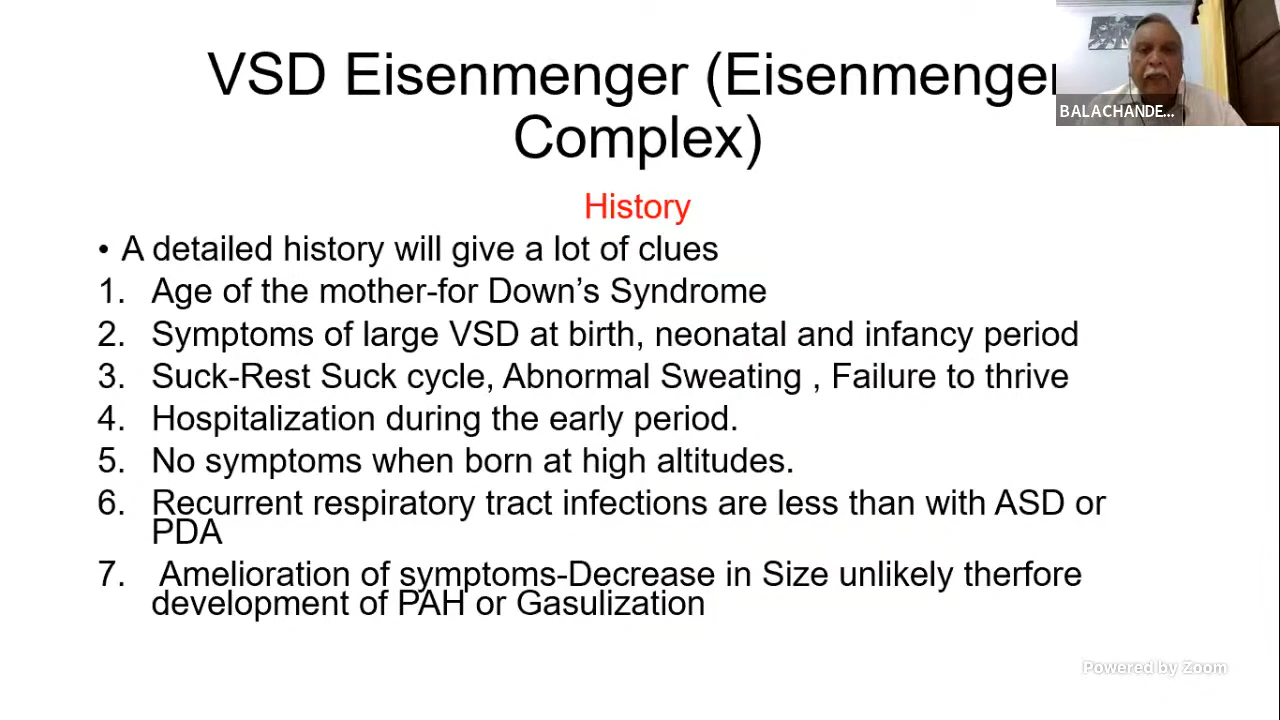 VSD Eisenmenger (Eisenmenger
Complex)
BALACHANDE...
History
• A detailed history will give a lot of clues
1. Age of the mother-for Down’s Syndrome
2. Symptoms of large VSD at birth, neonatal and infancy period
3. Suck-Rest Suck cycle, Abnormal Sweating , Failure to thrive
4. Hospitalization during the early period.
5. No symptoms when born at high altitudes.
6. Recurrent respiratory tract infections are less than with ASD or
PDA
7. Amelioration of symptoms-Decrease in Size unlikely therfore
development of PAH or Gasulization
Powered by Zoom